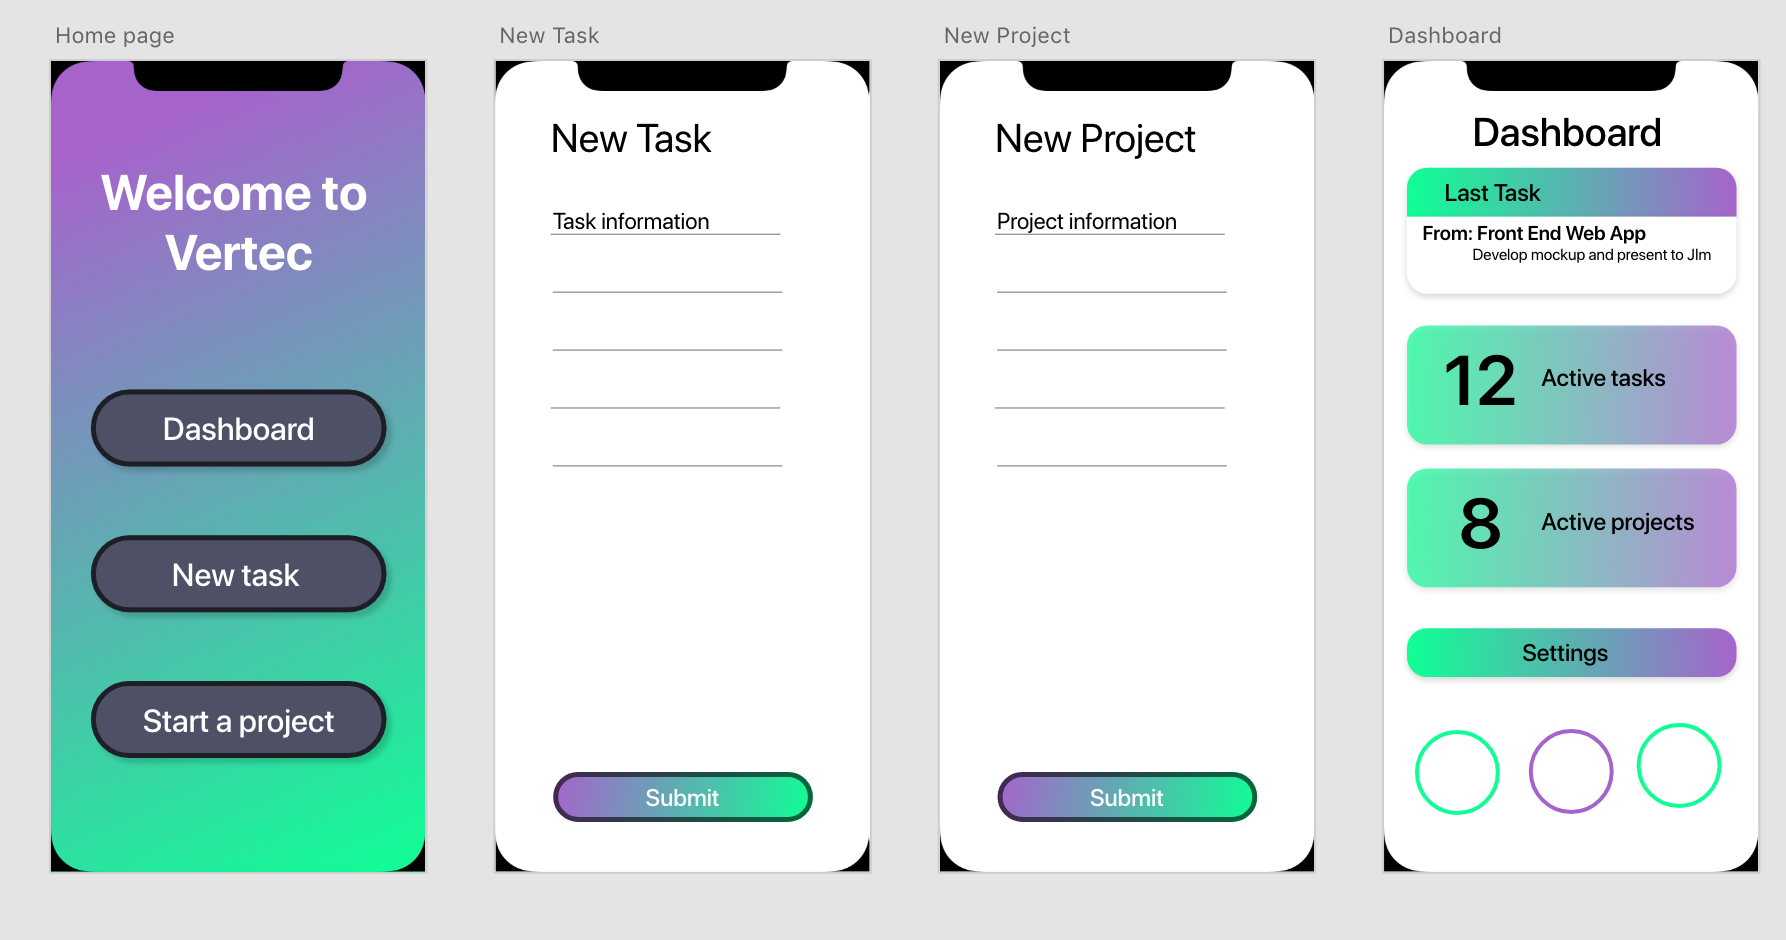 Home page
Welcome to
Vertec
Dashboard
New task
Start a project
New Task
New Task
Task information
Submit
New Project
New Project
Project information
Submit
Dashboard
Dashboard
Last Task
From: Front End Web App
Develop mockup and present to JIm
12 Active tasks
8 Active projects
Settings